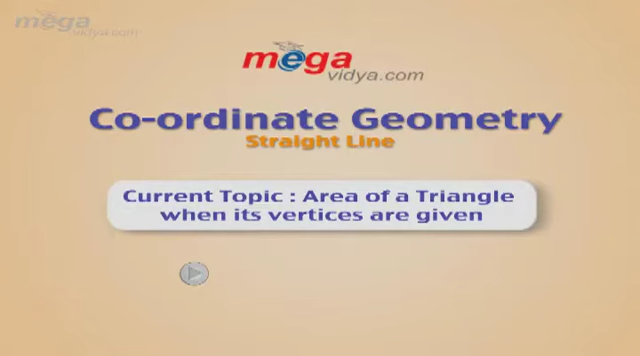 mega
vidya.com
mega
vidya.com
Co-ordinate Geometry
Straight Line
Current Topic : Area of a Triangle
when its vertices are given